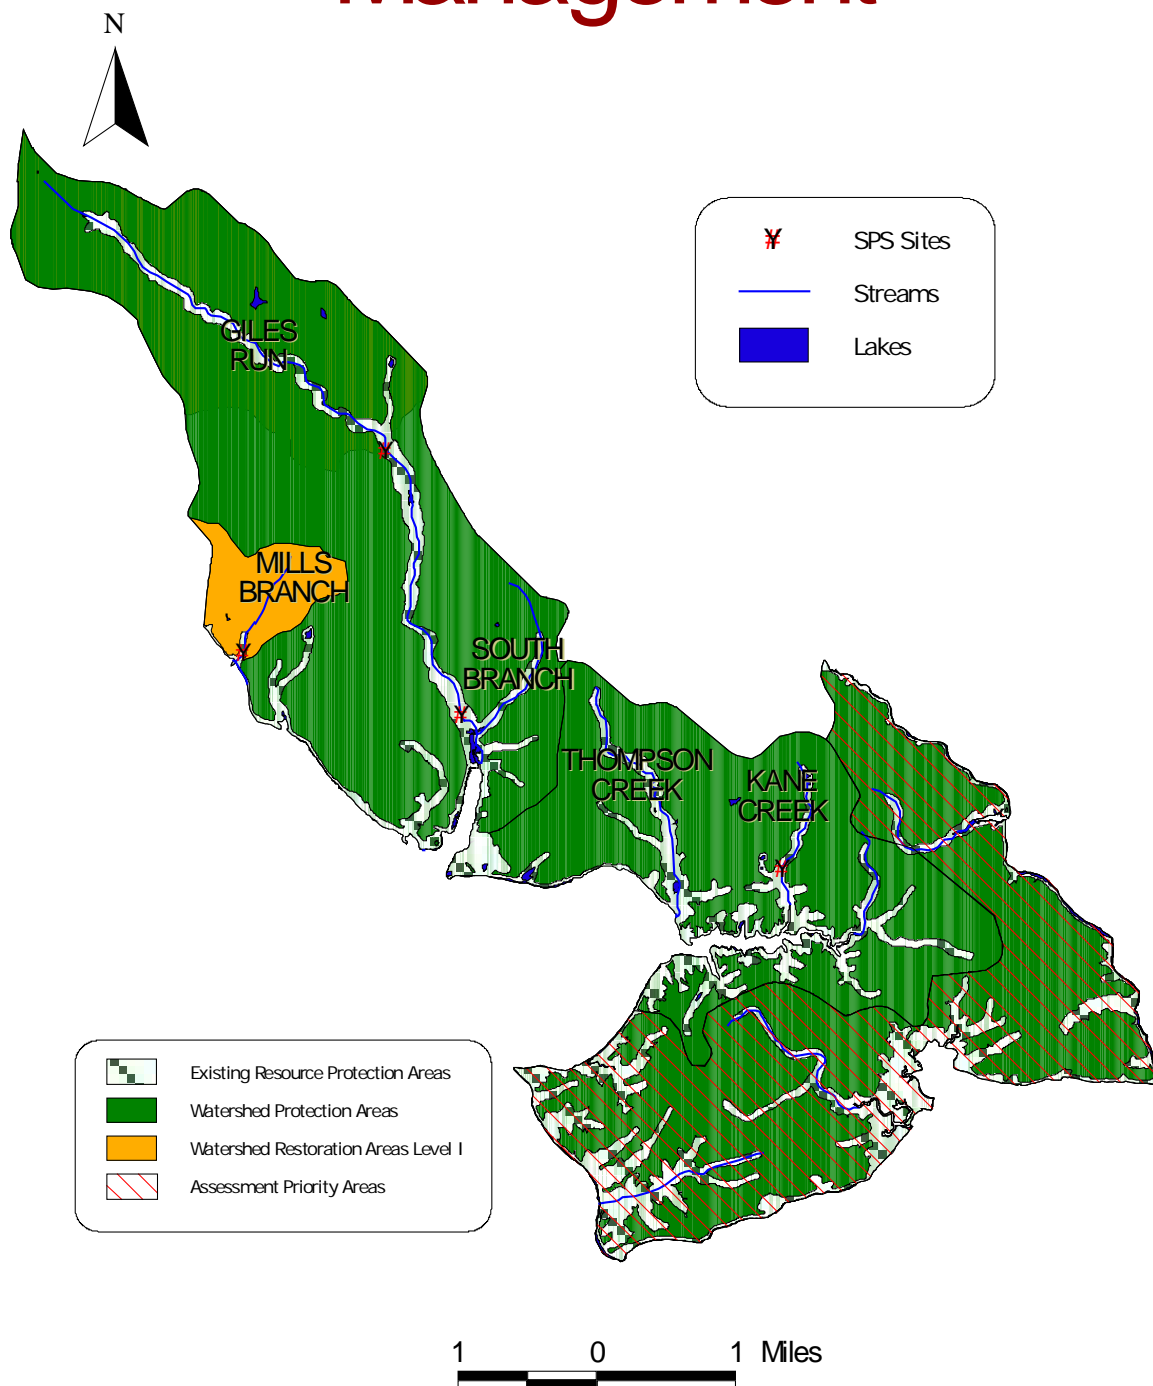 Management
N
SPS Sites
Streams
Lakes
GILES
RUN
MILLS
BRANCH
SOUTH
BRANCH
THOMPSON
CREEK
KANE
CREEK
Existing Resource Protection Areas
Watershed Protection Areas
Watershed Restoration Areas Level I
Assessment Priority Areas
1 0 1 Miles